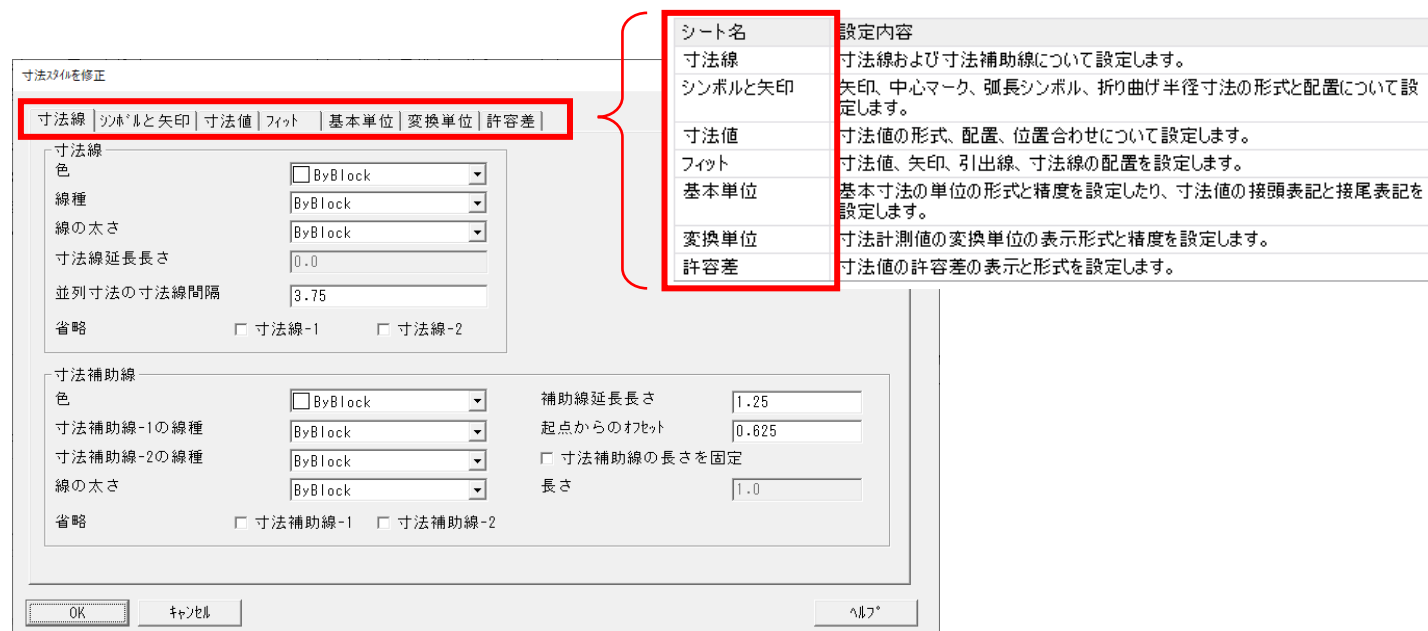 シート名 設定内容
寸法線 寸法線および寸法補助線について設定します。
シンボルと矢印 矢印、中心マーク、弧長シンボル、折り曲げ半径寸法の形式と配置について設
定します。
寸法値 寸法値の形式、配置、位置合わせについて設定します。
フィット 寸法値、矢印、引出線、寸法線の配置を設定します。
基本単位 基本寸法の単位の形式と精度を設定したり、寸法値の接頭表記と接尾表記を
設定します。
変換単位 寸法計測値の変換単位の表示形式と精度を設定します。
許容差 寸法値の許容差の表示と形式を設定します。
寸法ｽﾀｲﾙを修正
寸法線 ｼﾝﾎﾞﾙと矢印 寸法値 ﾌｨｯﾄ 基本単位 変換単位 許容差
寸法線
色 ByBlock
線種 ByBlock
線の太さ ByBlock
寸法線延長長さ 0.0
並列寸法の寸法線間隔 3.75
省略 寸法線-1 寸法線-2
寸法補助線
色 ByBlock 補助線延長長さ 1.25
寸法補助線-1の線種 ByBlock 起点からのｵﾌｾｯﾄ 0.625
寸法補助線-2の線種 ByBlock 寸法補助線の長さを固定
線の太さ ByBlock 長さ 1.0
省略 寸法補助線-1 寸法補助線-2
OK ｷｬﾝｾﾙ ﾍﾙﾌﾟ